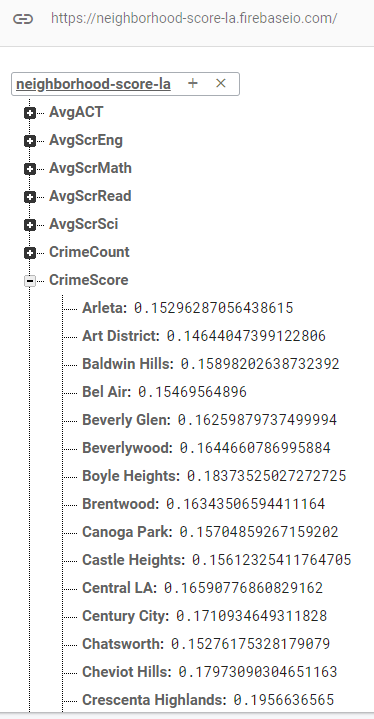 https://neighborhood-score-la.firebaseio.com/
neighborhood-score-la + ×
AvgACT
AvgScrEng
AvgScrMath
AvgScrRead
AvgScrSci
CrimeCount
CrimeScore
Arleta: 0.15296287056438615
Art District: 0.14644047399122806
Baldwin Hills: 0.15898202638732392
Bel Air: 0.15469564896
Beverly Glen: 0.16259879737499994
Beverlywood: 0.1644660786995884
Boyle Heights: 0.18373525027272725
Brentwood: 0.16343506594411164
Canoga Park: 0.15704859267159202
Castle Heights: 0.15612325411764705
Central LA: 0.16590776860829162
Century City: 0.1710934649311828
Chatsworth: 0.15276175328179079
Cheviot Hills: 0.17973090304651163
Crescenta Highlands: 0.1956636565